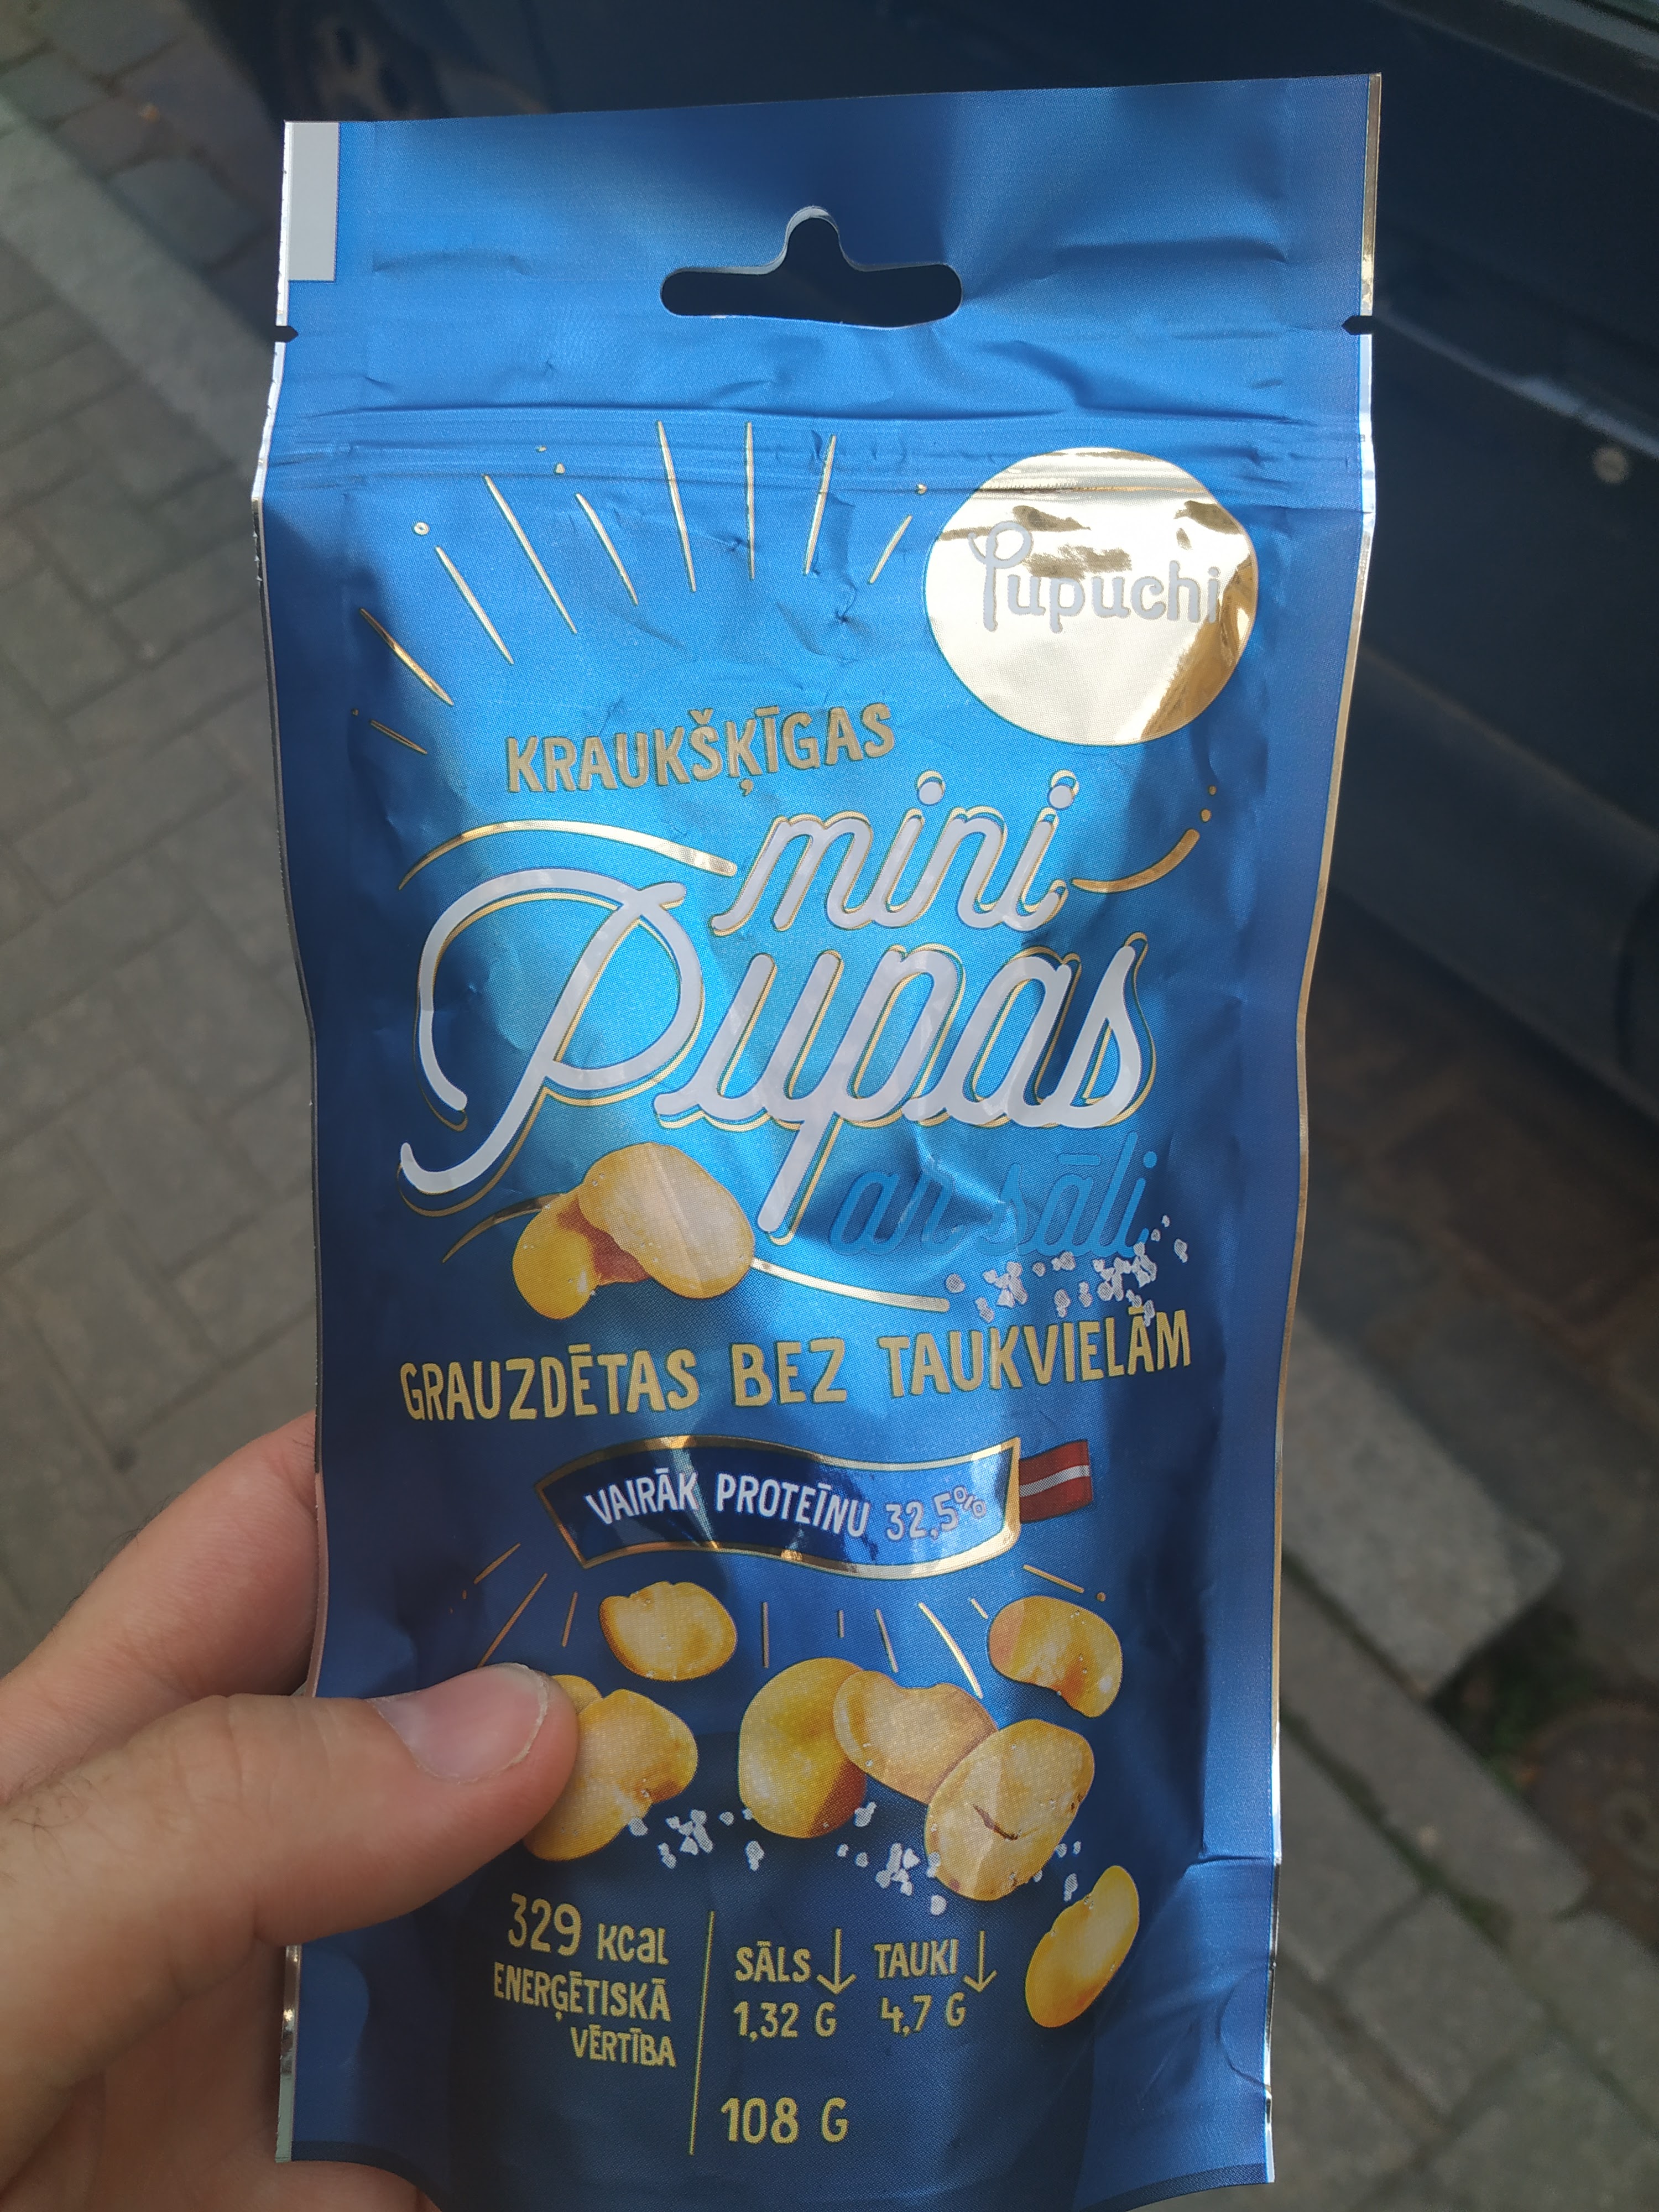 Pupuchi
KRAUKŠĶĪGAS
mini
Pupas
ar sāli
GRAUZDĒTAS BEZ TAUKVIELĀM
VAIRĀK PROTEĪNU 32,5%
329 kcal
ENERĢĒTISKĀ
VĒRTĪBA
SĀLS↓ TAUKI↓
1,32 G 4,7 G
108 G